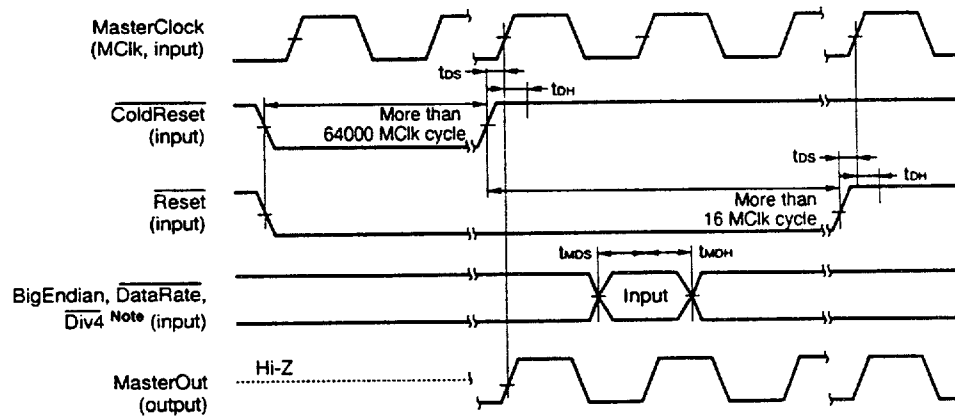 MasterClock
(MClk, input)
tDS
tDH
ColdReset
(input)
More than
64000 MClk cycle
tDS
tDH
Reset
(input)
More than
16 MClk cycle
tMDS
tMDH
BigEndian, DataRate,
Div4 Note (input)
Input
Hi-Z
MasterOut
(output)